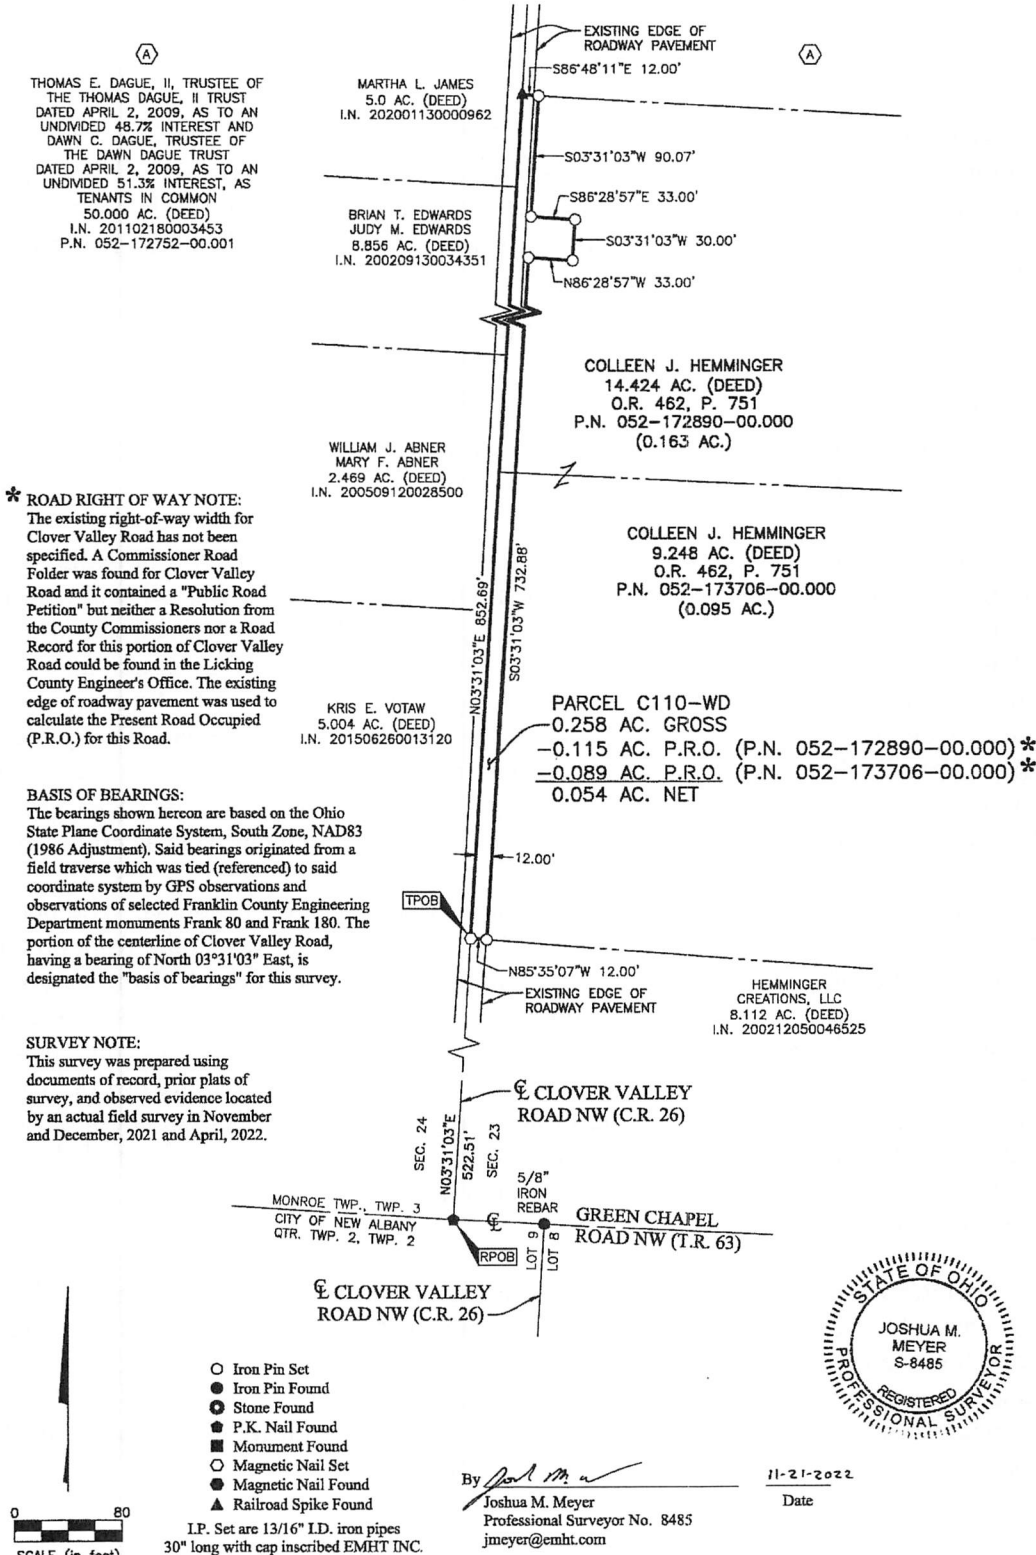 EXISTING EDGE OF
ROADWAY PAVEMENT
A
A
S86°48'11"E 12.00'
THOMAS E. DAGUE, II, TRUSTEE OF
THE THOMAS DAGUE, II TRUST
DATED APRIL 2, 2009, AS TO AN
UNDIVIDED 48.7% INTEREST AND
DAWN C. DAGUE, TRUSTEE OF
THE DAWN DAGUE TRUST
DATED APRIL 2, 2009, AS TO AN
UNDIVIDED 51.3% INTEREST, AS
TENANTS IN COMMON
50.000 AC. (DEED)
I.N. 201102180003453
P.N. 052-172752-00.001
MARTHA L. JAMES
5.0 AC. (DEED)
I.N. 202001130000962
S03°31'03"W 90.07'
S86°28'57"E 33.00'
BRIAN T. EDWARDS
JUDY M. EDWARDS
8.856 AC. (DEED)
I.N. 200209130034351
S03°31'03"W 30.00'
N86°28'57"W 33.00'
COLLEEN J. HEMMINGER
14.424 AC. (DEED)
O.R. 462, P. 751
P.N. 052-172890-00.000
(0.163 AC.)
WILLIAM J. ABNER
MARY F. ABNER
2.469 AC. (DEED)
I.N. 200509120028500
* ROAD RIGHT OF WAY NOTE:
The existing right-of-way width for
Clover Valley Road has not been
specified. A Commissioner Road
Folder was found for Clover Valley
Road and it contained a "Public Road
Petition" but neither a Resolution from
the County Commissioners nor a Road
Record for this portion of Clover Valley
Road could be found in the Licking
County Engineer's Office. The existing
edge of roadway pavement was used to
calculate the Present Road Occupied
(P.R.O.) for this Road.
COLLEEN J. HEMMINGER
9.248 AC. (DEED)
O.R. 462, P. 751
P.N. 052-173706-00.000
(0.095 AC.)
N03°31'03"E 852.69'
S03°31'03"W 732.88'
KRIS E. VOTAW
5.004 AC. (DEED)
I.N. 201506260013120
PARCEL C110-WD
0.258 AC. GROSS
-0.115 AC. P.R.O. (P.N. 052-172890-00.000)*
-0.089 AC. P.R.O. (P.N. 052-173706-00.000)*
0.054 AC. NET
BASIS OF BEARINGS:
The bearings shown hereon are based on the Ohio
State Plane Coordinate System, South Zone, NAD83
(1986 Adjustment). Said bearings originated from a
field traverse which was tied (referenced) to said
coordinate system by GPS observations and
observations of selected Franklin County Engineering
Department monuments Frank 80 and Frank 180. The
portion of the centerline of Clover Valley Road,
having a bearing of North 03°31'03" East, is
designated the "basis of bearings" for this survey.
12.00'
TPOB
N85°35'07"W 12.00'
EXISTING EDGE OF
ROADWAY PAVEMENT
HEMMINGER
CREATIONS, LLC
8.112 AC. (DEED)
I.N. 200212050046525
SURVEY NOTE:
This survey was prepared using
documents of record, prior plats of
survey, and observed evidence located
by an actual field survey in November
and December, 2021 and April, 2022.
℄ CLOVER VALLEY
ROAD NW (C.R. 26)
SEC. 24
N03°31'03"E
522.51'
SEC. 23
5/8"
IRON
REBAR
MONROE TWP., TWP. 3
CITY OF NEW ALBANY
QTR. TWP. 2, TWP. 2
℄
GREEN CHAPEL
ROAD NW (T.R. 63)
RPOB
LOT 9
LOT 8
℄ CLOVER VALLEY
ROAD NW (C.R. 26)
STATE OF OHIO
JOSHUA M.
MEYER
S-8485
REGISTERED
PROFESSIONAL SURVEYOR
Iron Pin Set
Iron Pin Found
Stone Found
P.K. Nail Found
Monument Found
Magnetic Nail Set
Magnetic Nail Found
Railroad Spike Found
I.P. Set are 13/16" I.D. iron pipes
30" long with cap inscribed EMHT INC.
0 80
SCALE (in feet)
By
11-21-2022
Joshua M. Meyer
Date
Professional Surveyor No. 8485
jmeyer@emht.com